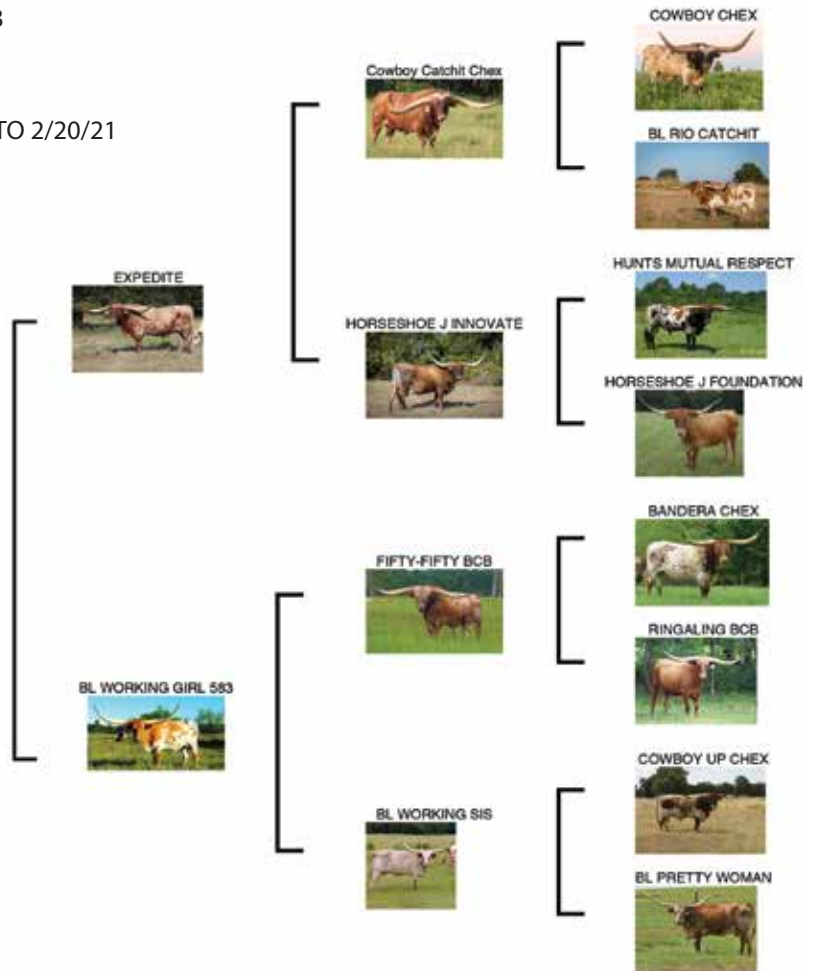 3
TO 2/20/21
COWBOY CHEX
Cowboy Catchit Chex
BL RIO CATCHIT
EXPEDITE
HUNTS MUTUAL RESPECT
HORSESHOE J INNOVATE
HORSESHOE J FOUNDATION
BANDERA CHEX
FIFTY-FIFTY BCB
RINGALING BCB
BL WORKING GIRL 583
COWBOY UP CHEX
BL WORKING SIS
BL PRETTY WOMAN